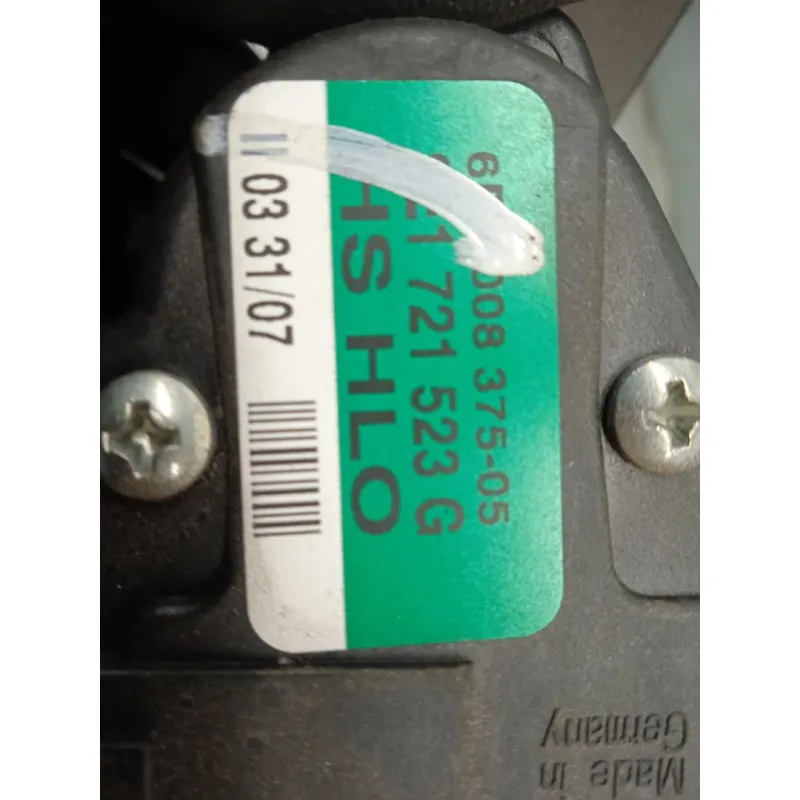 008 375-05
721 523 G
HS HLO
03 31/07
Made in
Germany